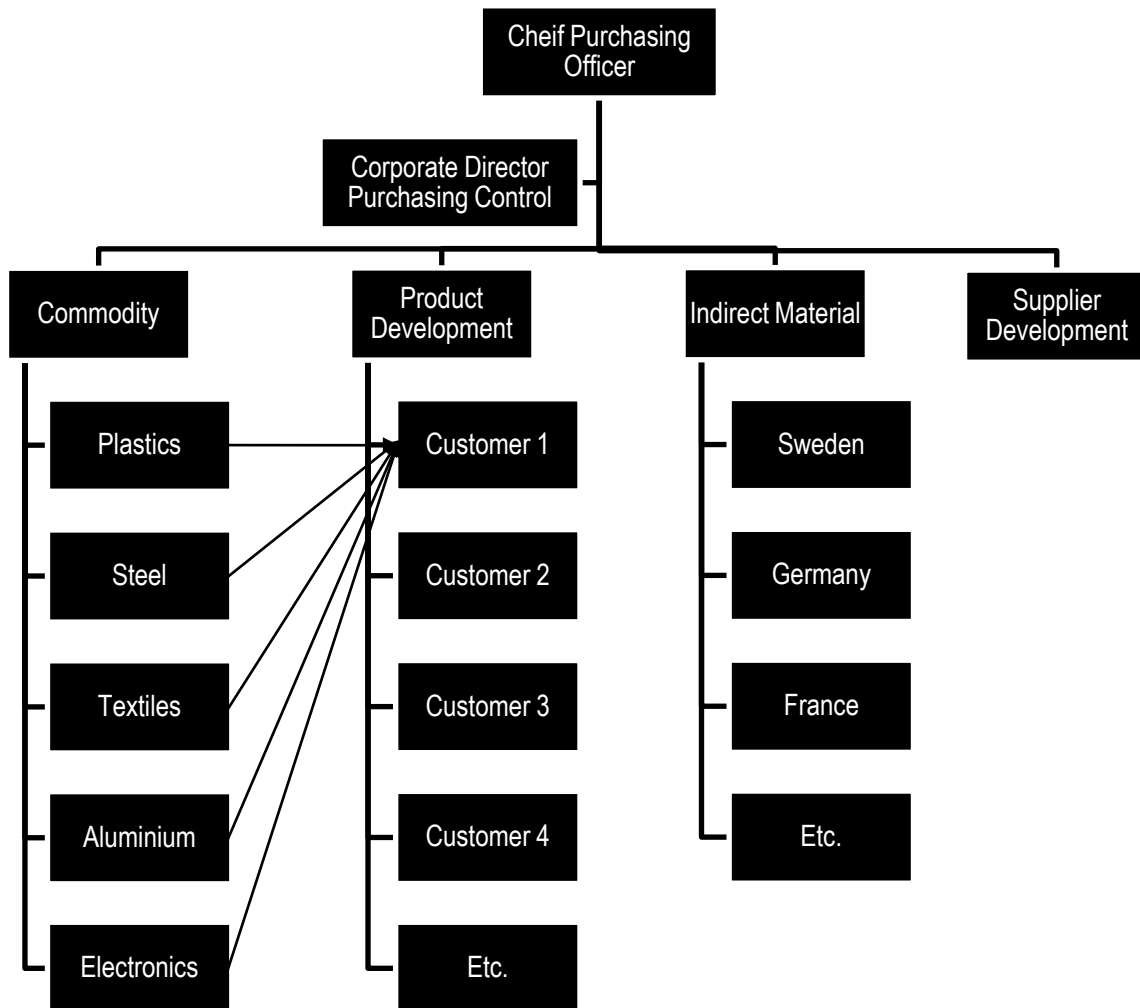 Cheif Purchasing
Officer
Corporate Director
Purchasing Control
Commodity
Product
Development
Indirect Material
Supplier
Development
Plastics
Customer 1
Sweden
Steel
Customer 2
Germany
Textiles
Customer 3
France
Aluminium
Customer 4
Etc.
Electronics
Etc.